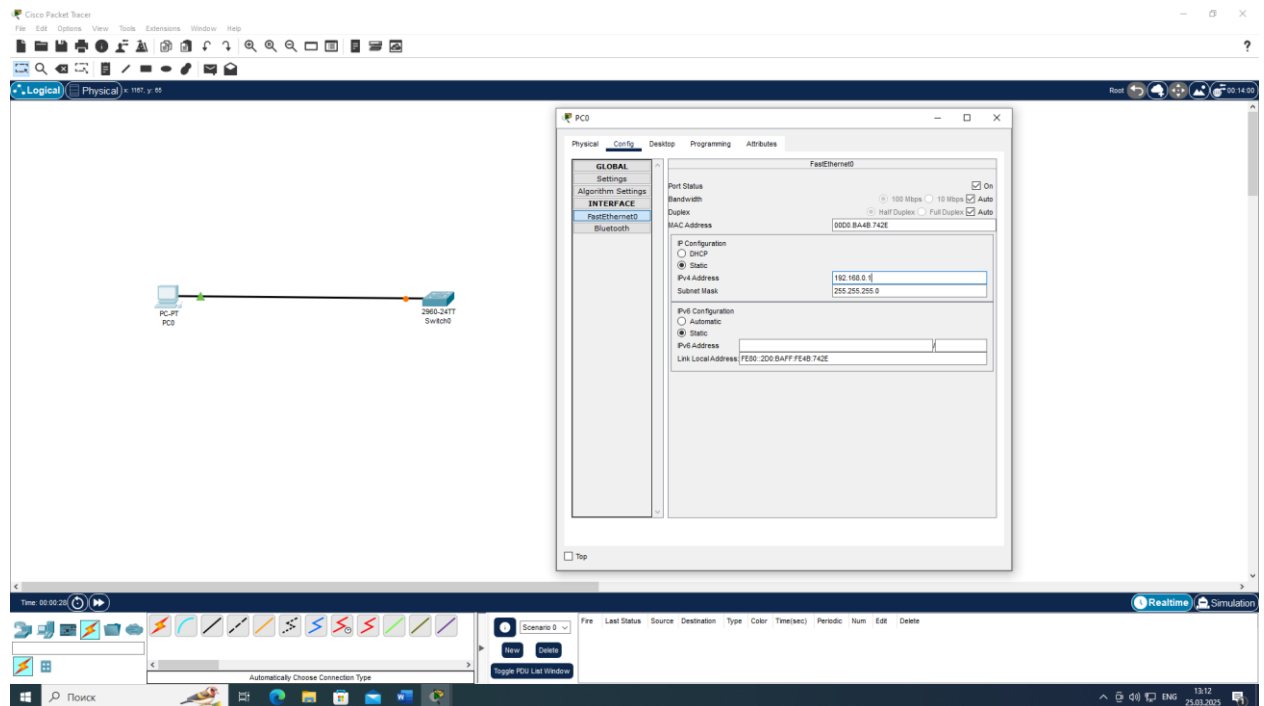 Cisco Packet Tracer
File Edit Options View Tools Extensions Window Help
?
Logical Physical x: 1167, y: 65
Root 00:14:00
PC0
Physical Config Desktop Programming Attributes
GLOBAL
Settings
Algorithm Settings
INTERFACE
FastEthernet0
Bluetooth
FastEthernet0
Port Status On
Bandwidth 100 Mbps 10 Mbps Auto
Duplex Half Duplex Full Duplex Auto
MAC Address 00D0.BA4B.742E
IP Configuration
DHCP
Static
IPv4 Address 192.168.0.1
Subnet Mask 255.255.255.0
IPv6 Configuration
Automatic
Static
IPv6 Address /
Link Local Address: FE80::2D0:BAFF:FE4B:742E
Top
PC-PT
PC0
2960-24TT
Switch0
Time: 00:00:28
Realtime Simulation
Scenario 0
New Delete
Toggle PDU List Window
Fire Last Status Source Destination Type Color Time(sec) Periodic Num Edit Delete
Automatically Choose Connection Type
Поиск
ENG
13:12
25.03.2025